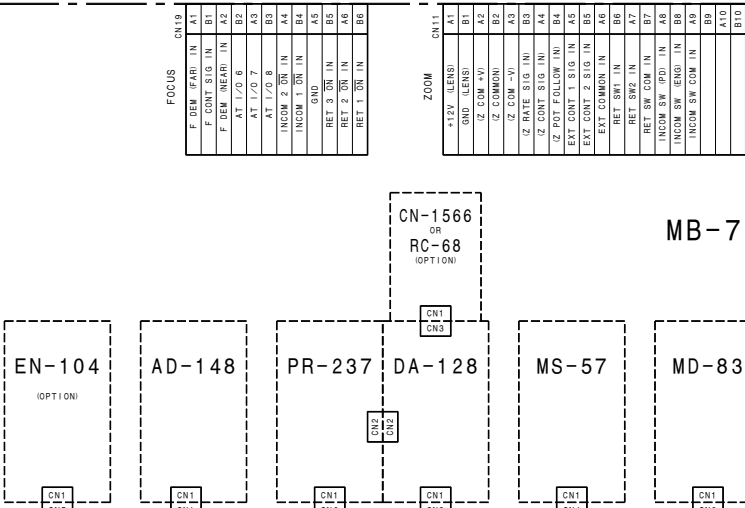 FOCUS
CN19
F DEM (FAR) IN A1
F CONT SIG IN B1
F DEM (NEAR) IN A2
AT I/O 6 B2
AT I/O 7 A3
AT I/O 8 B3
INCOM 2 ON IN A4
INCOM 1 ON IN B4
GND A5
RET 3 ON IN B5
RET 2 ON IN A6
RET 1 ON IN B6
ZOOM
CN11
+12V (LENS) A1
GND (LENS) B1
(Z COM +V) A2
(Z COMMON) B2
(Z COM -V) A3
(Z RATE SIG IN) B3
(Z CONT SIG IN) A4
(Z POT FOLLOW IN) B4
EXT CONT 1 SIG IN A5
EXT CONT 2 SIG IN B5
EXT COMMON IN A6
RET SW1 IN B6
RET SW2 IN A7
RET SW COM IN B7
INCOM SW (PD) IN A8
INCOM SW (ENG) IN B8
INCOM SW COM IN A9
B9
A10
B10
CN-1566
OR
RC-68
(OPTION)
MB-7
CN1
CN3
EN-104
(OPTION)
AD-148
PR-237
DA-128
MS-57
MD-83
CN2
CN2
CN1
CN1
CN1
CN1
CN1
CN1